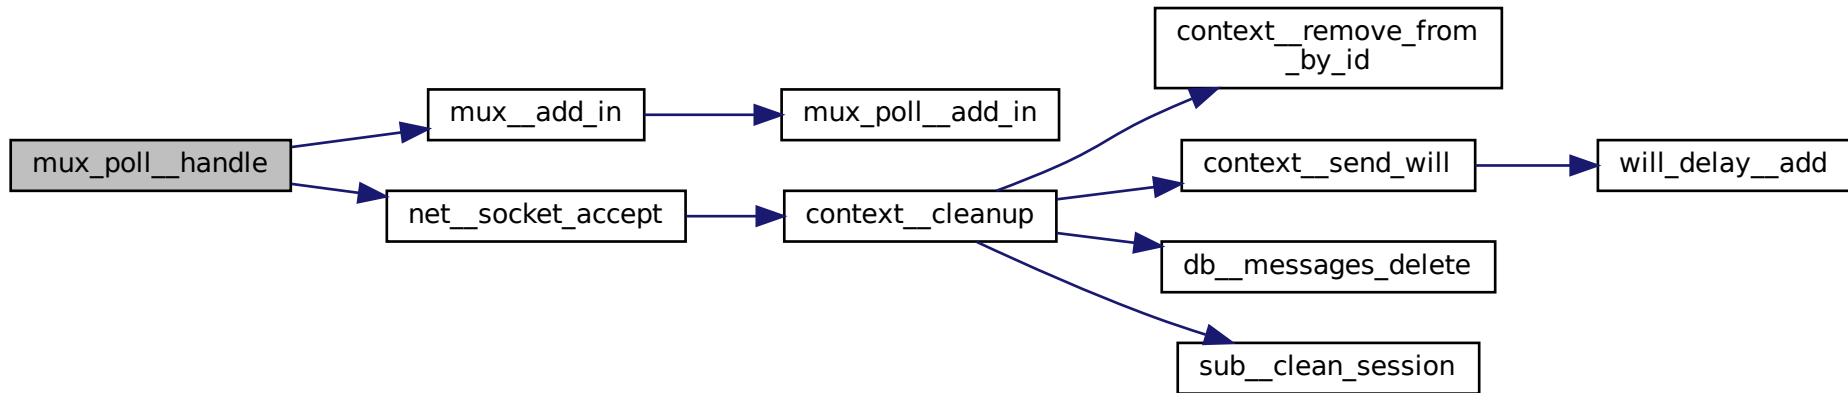 mux_poll__handle
mux__add_in
mux_poll__add_in
net__socket_accept
context__cleanup
context__remove_from
_by_id
context__send_will
will_delay__add
db__messages_delete
sub__clean_session